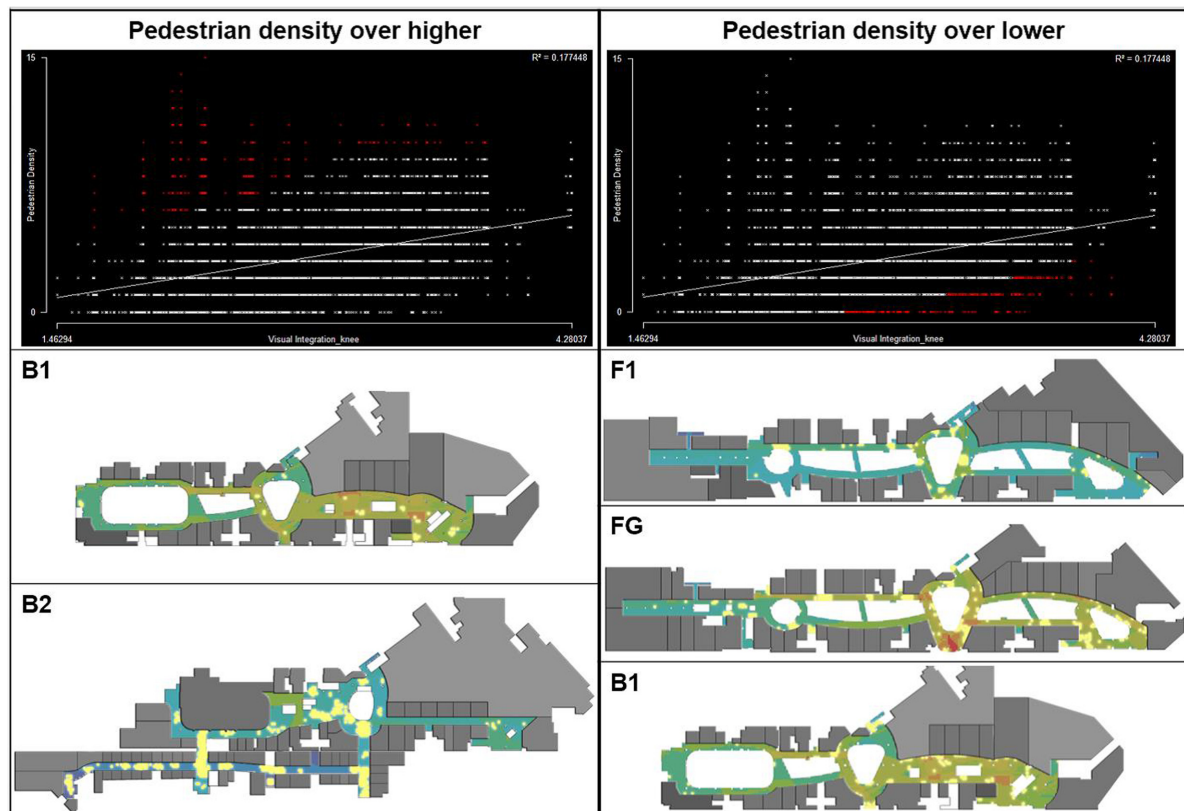 Pedestrian density over higher
15
R² = 0.177448
Pedestrian Density
0
1.46294
Visual Integration_knee
4.28037
Pedestrian density over lower
15
R² = 0.177448
Pedestrian Density
0
1.46294
Visual Integration_knee
4.28037
B1
B2
F1
FG
B1